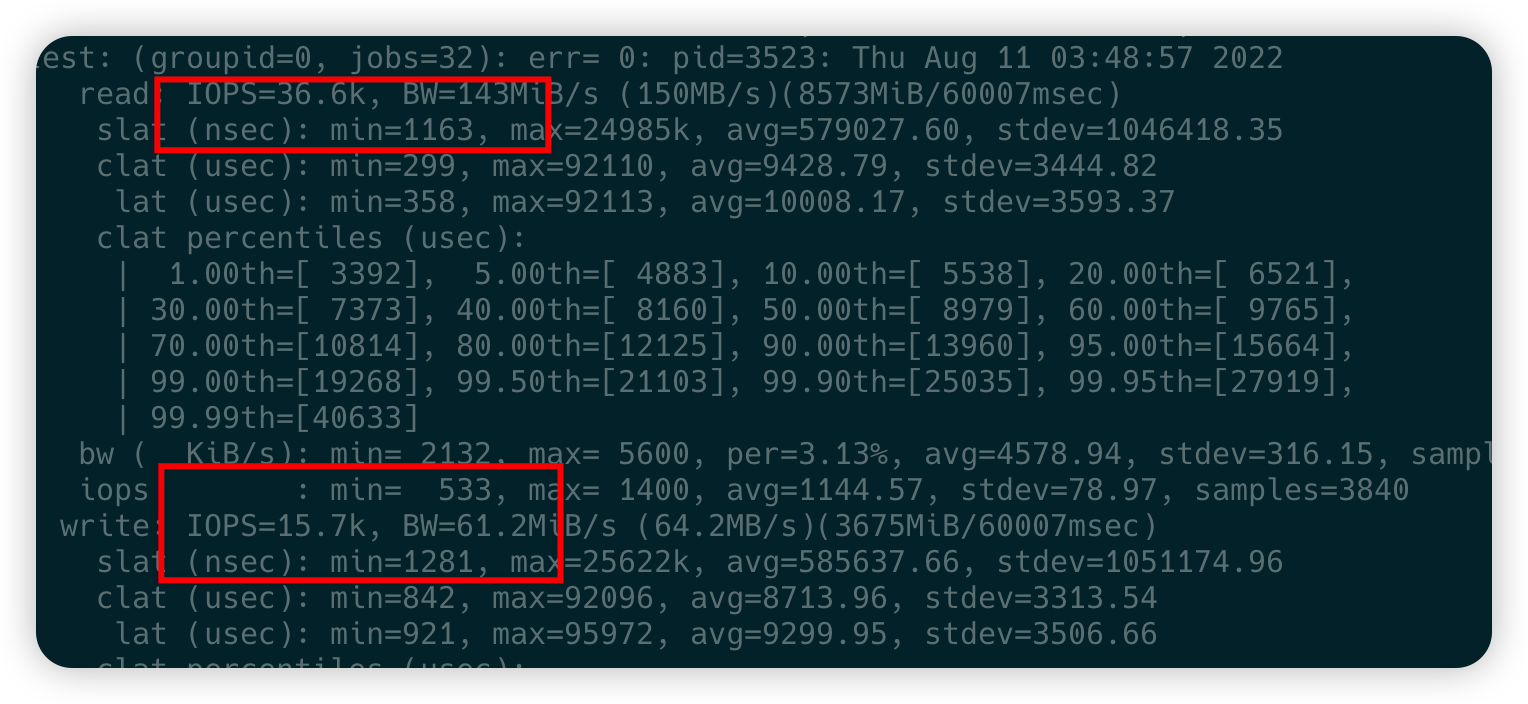 est: (groupid=0, jobs=32): err= 0: pid=3523: Thu Aug 11 03:48:57 2022
read: IOPS=36.6k, BW=143MiB/s (150MB/s)(8573MiB/60007msec)
slat (nsec): min=1163, max=24985k, avg=579027.60, stdev=1046418.35
clat (usec): min=299, max=92110, avg=9428.79, stdev=3444.82
lat (usec): min=358, max=92113, avg=10008.17, stdev=3593.37
clat percentiles (usec):
|  1.00th=[ 3392],  5.00th=[ 4883], 10.00th=[ 5538], 20.00th=[ 6521],
| 30.00th=[ 7373], 40.00th=[ 8160], 50.00th=[ 8979], 60.00th=[ 9765],
| 70.00th=[10814], 80.00th=[12125], 90.00th=[13960], 95.00th=[15664],
| 99.00th=[19268], 99.50th=[21103], 99.90th=[25035], 99.95th=[27919],
| 99.99th=[40633]
bw (  KiB/s): min= 2132, max= 5600, per=3.13%, avg=4578.94, stdev=316.15, sampl
iops        : min=  533, max= 1400, avg=1144.57, stdev=78.97, samples=3840
write: IOPS=15.7k, BW=61.2MiB/s (64.2MB/s)(3675MiB/60007msec)
slat (nsec): min=1281, max=25622k, avg=585637.66, stdev=1051174.96
clat (usec): min=842, max=92096, avg=8713.96, stdev=3313.54
lat (usec): min=921, max=95972, avg=9299.95, stdev=3506.66
clat percentiles (usec):